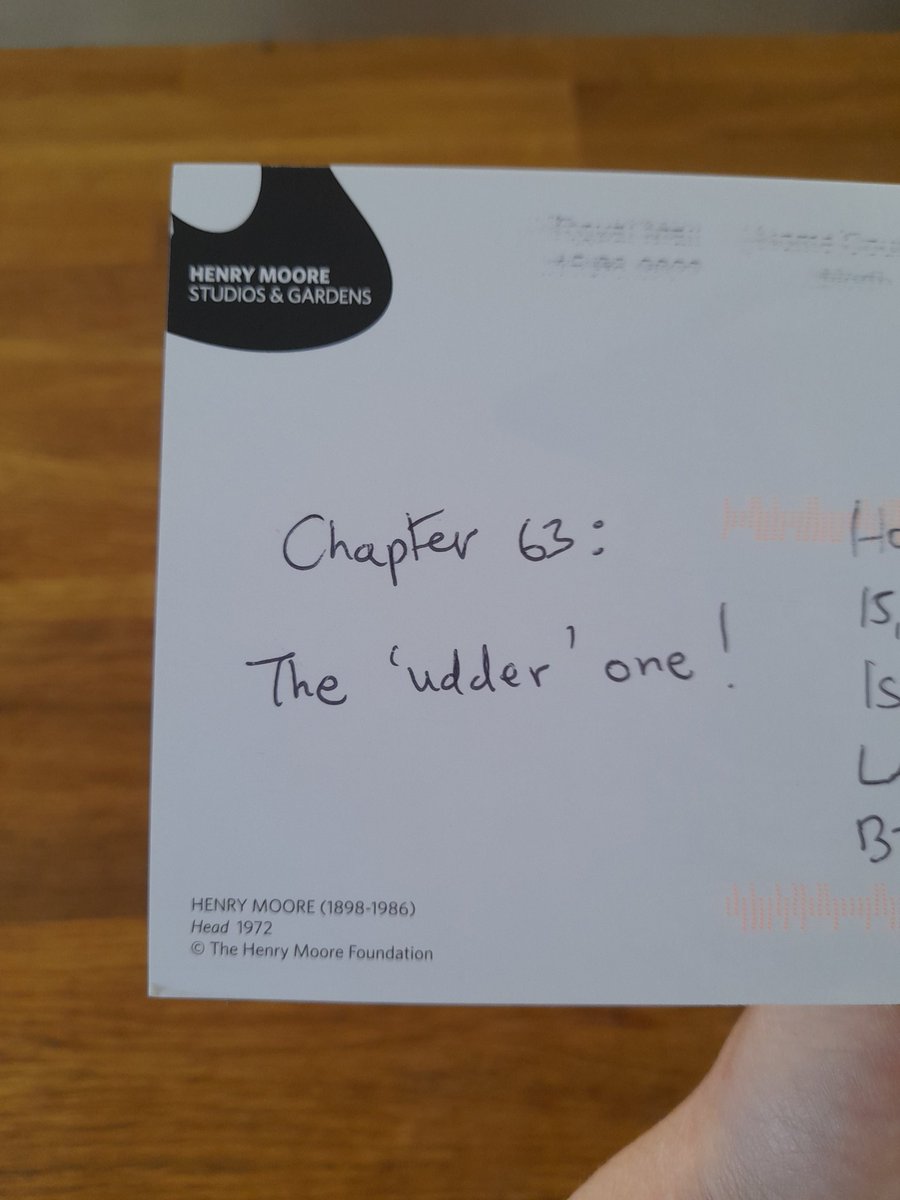 HENRY MOORE
STUDIOS & GARDENS
Chapter 63:
The 'udder' one!
15,
HENRY MOORE (1898-1986)
Head 1972
© The Henry Moore Foundation